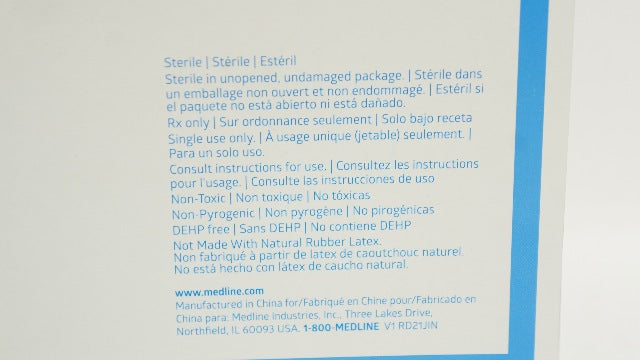 Sterile | Stérile | Estéril
Sterile in unopened, undamaged package. | Stérile dans
un emballage non ouvert et non endommagé. | Estéril si
el paquete no está abierto ni está dañado.
Rx only | Sur ordonnance seulement | Solo bajo receta
Single use only. | À usage unique (jetable) seulement. |
Para un solo uso.
Consult instructions for use. | Consultez les instructions
pour l'usage. | Consulte las instrucciones de uso
Non-Toxic | Non toxique | No tóxicas
Non-Pyrogenic | Non pyrogène | No pirogénicas
DEHP free | Sans DEHP | No contiene DEHP
Not Made With Natural Rubber Latex.
Non fabriqué à partir de latex de caoutchouc naturel.
No está hecho con látex de caucho natural.
www.medline.com
Manufactured in China for/Fabriqué en Chine pour/Fabricado en
China para: Medline Industries, Inc., Three Lakes Drive,
Northfield, IL 60093 USA. 1-800-MEDLINE V1 RD21JIN